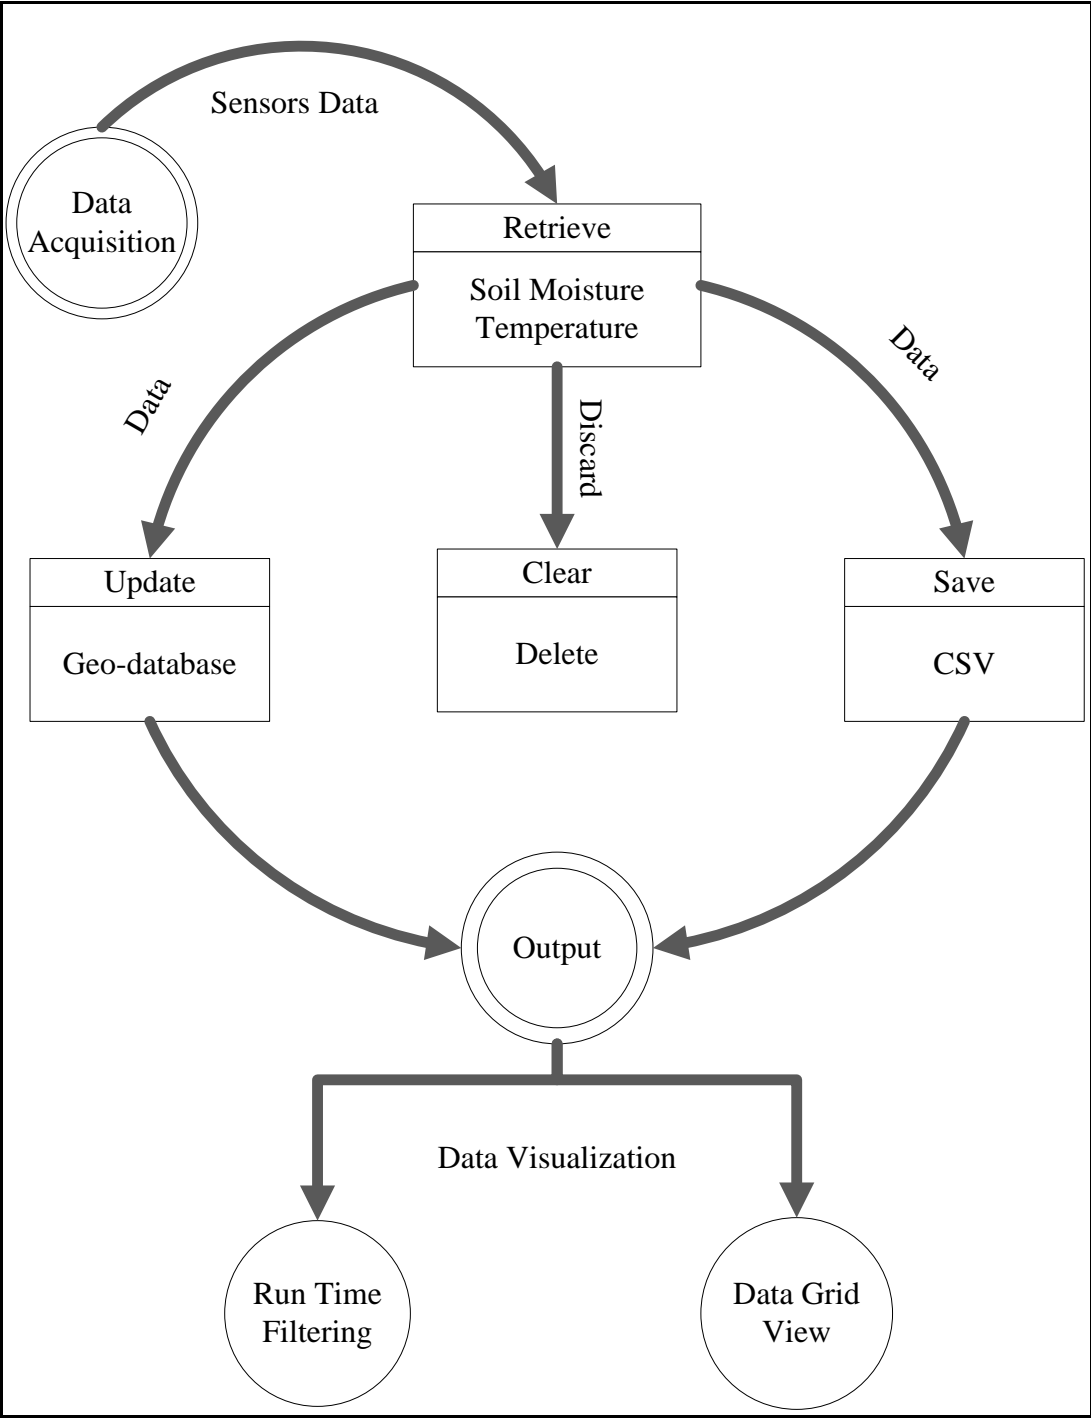 Sensors Data
Data
Acquisition
Retrieve
Soil Moisture
Temperature
Data
Discard
Data
Update
Geo-database
Clear
Delete
Save
CSV
Output
Data Visualization
Run Time
Filtering
Data Grid
View